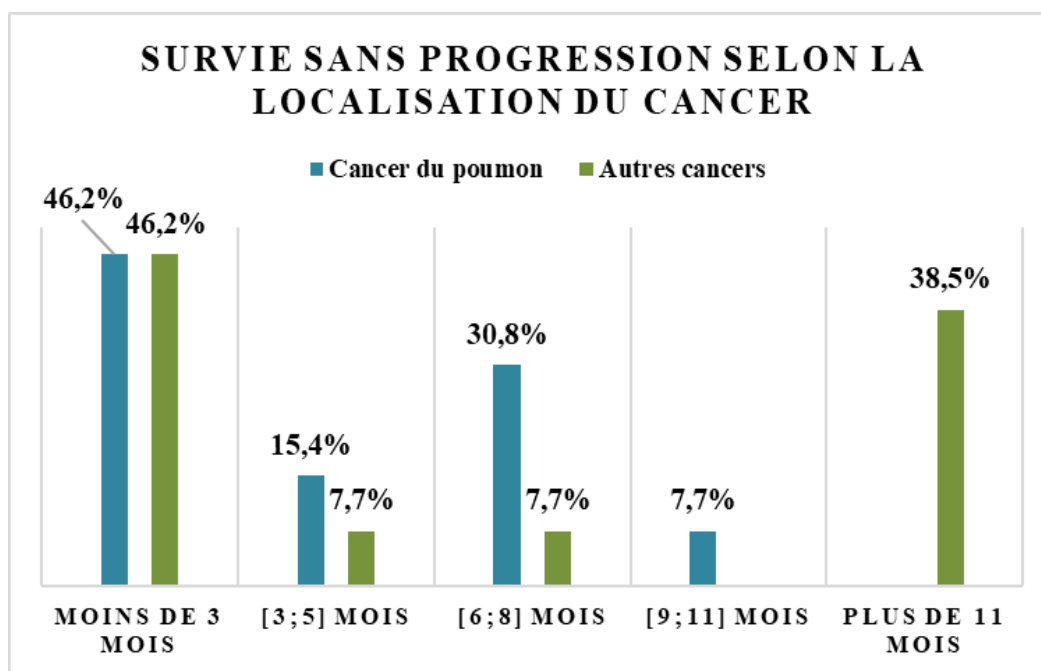 SURVIE SANS PROGRESSION SELON LA
LOCALISATION DU CANCER
Cancer du poumon
Autres cancers
46,2%
46,2%
15,4%
7,7%
30,8%
7,7%
7,7%
38,5%
MOINS DE 3
MOIS
[3;5] MOIS
[6;8] MOIS
[9;11] MOIS
PLUS DE 11
MOIS